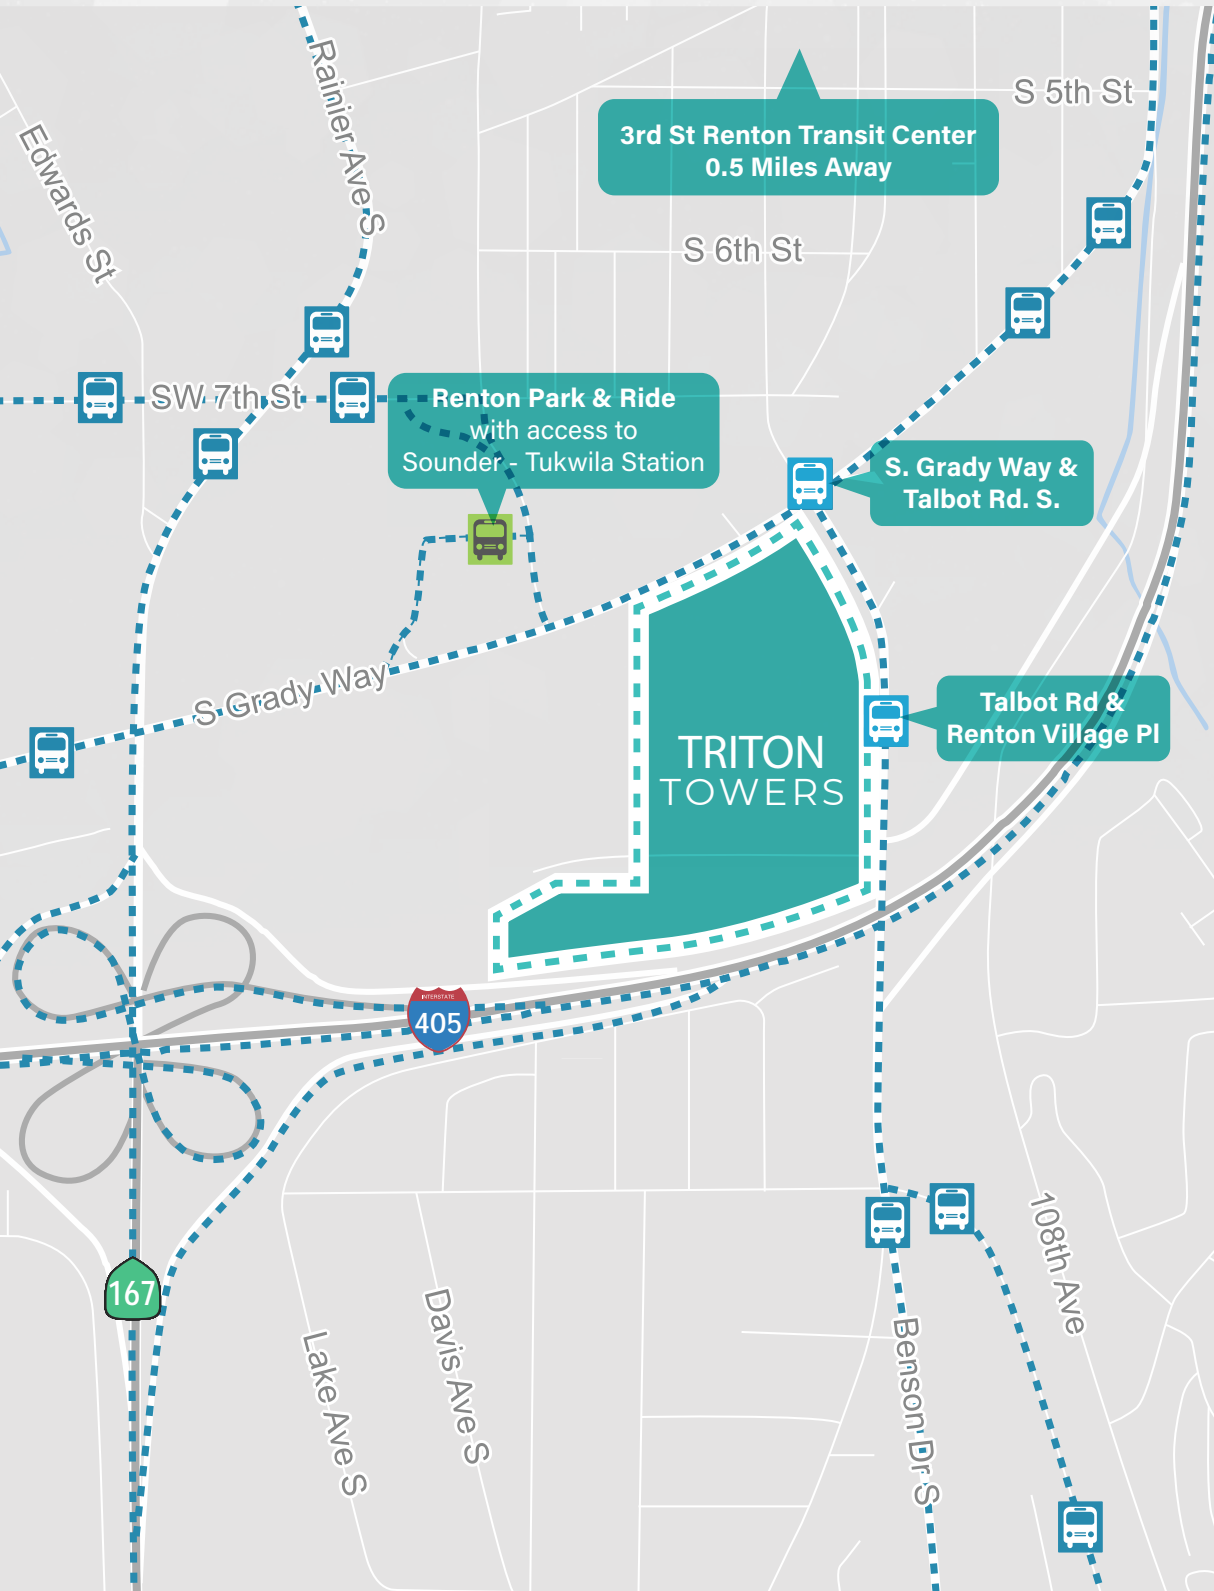 S 5th St
3rd St Renton Transit Center
0.5 Miles Away
Rainier Ave S
Edwards St
S 6th St
SW 7th St
Renton Park & Ride
with access to
Sounder - Tukwila Station
S. Grady Way &
Talbot Rd. S.
S Grady Way
Talbot Rd &
Renton Village Pl
TRITON
TOWERS
INTERSTATE
405
167
108th Ave
Davis Ave S
Lake Ave S
Benson Dr S